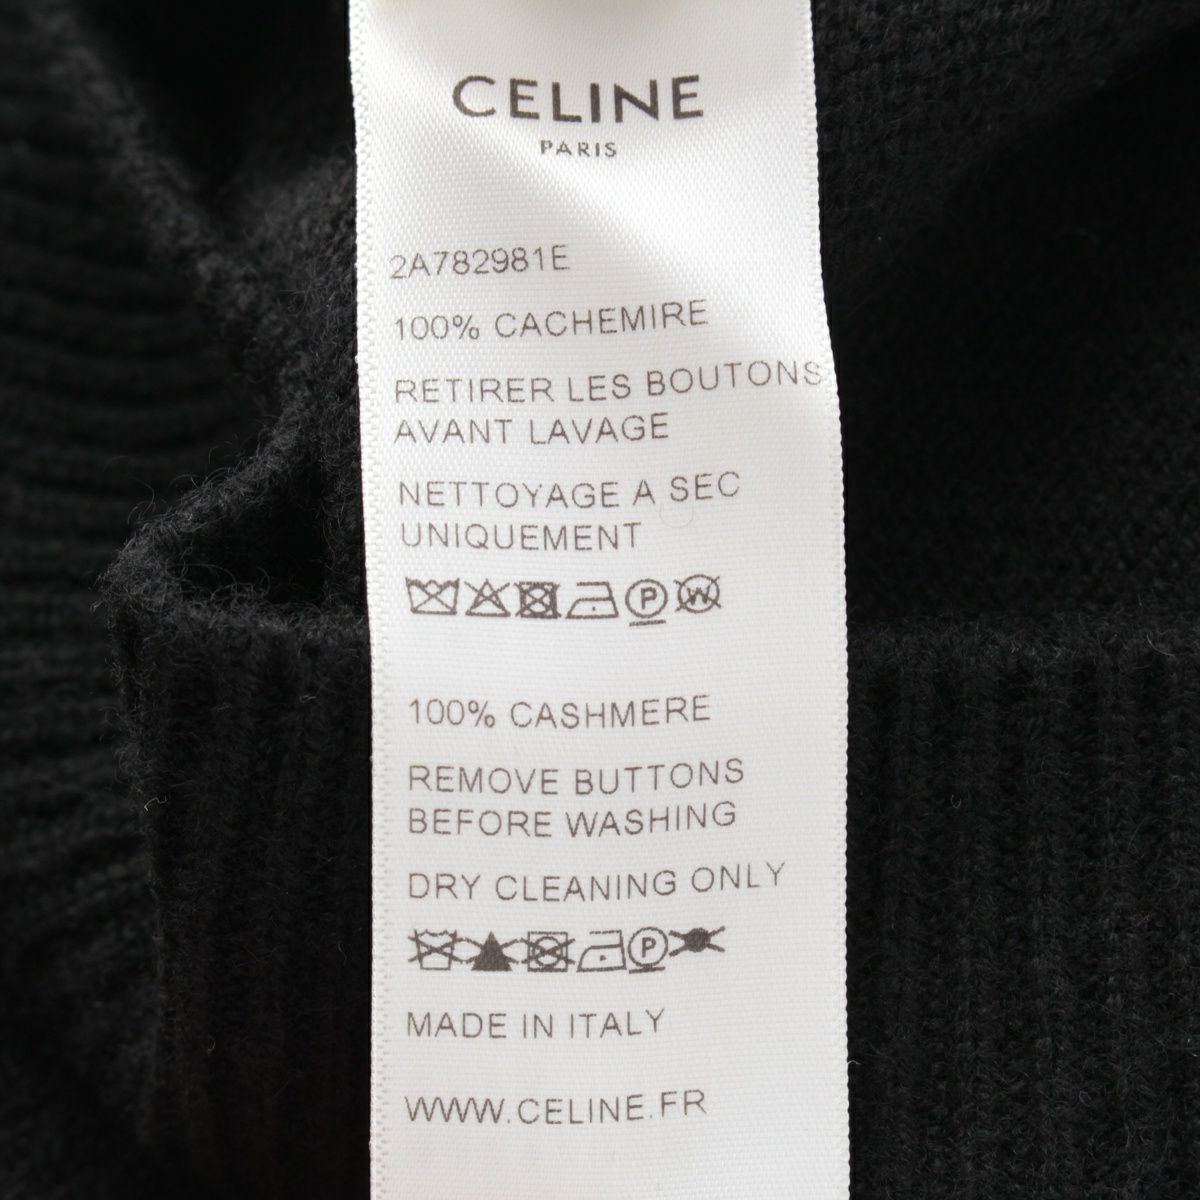 CELINE
PARIS
2A782981E
100% CACHEMIRE
RETIRER LES BOUTONS
AVANT LAVAGE
NETTOYAGE A SEC
UNIQUEMENT
P W
100% CASHMERE
REMOVE BUTTONS
BEFORE WASHING
DRY CLEANING ONLY
P
MADE IN ITALY
WWW.CELINE.FR